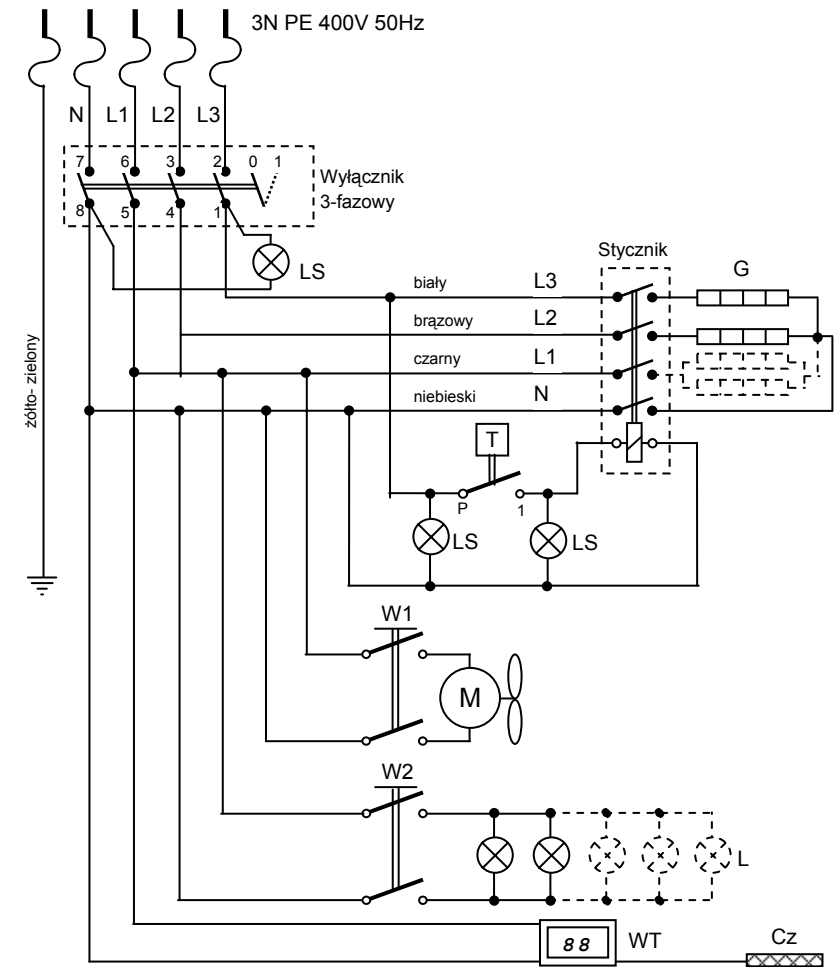 3N PE 400V 50Hz
N L1 L2 L3
7 6 3 2 0 1
Wyłącznik
3-fazowy
8 5 4 1
LS
Stycznik
G
biały L3
brązowy L2
czarny L1
niebieski N
żółto- zielony
T
P 1
LS LS
W1
M
W2
L
88 WT
Cz